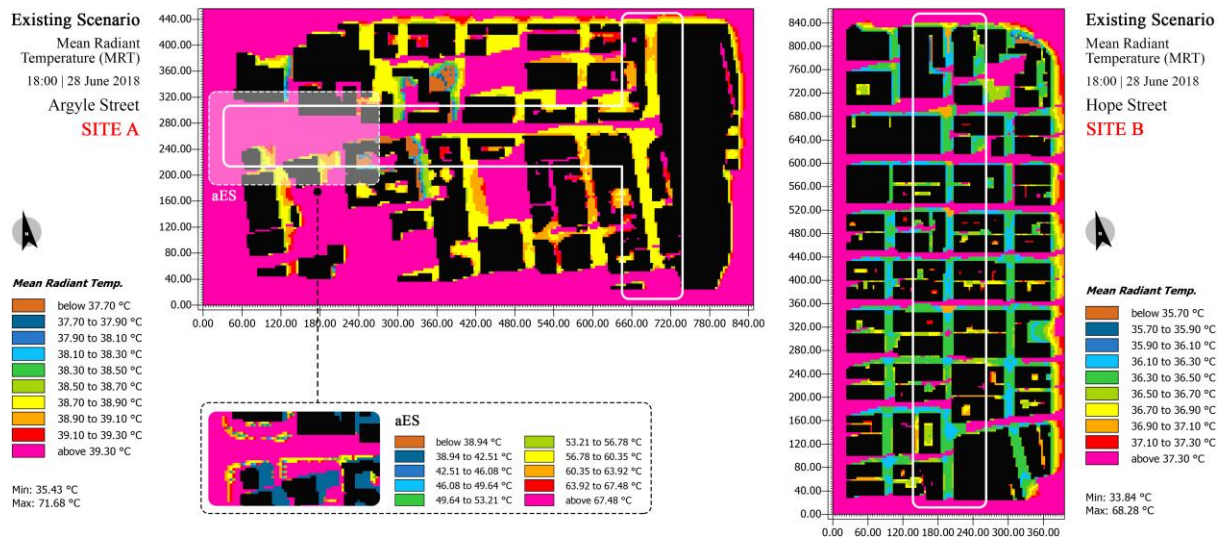 Existing Scenario
Mean Radiant
Temperature (MRT)
18:00 | 28 June 2018
Argyle Street
SITE A
N
Mean Radiant Temp.
below 37.70 °C
37.70 to 37.90 °C
37.90 to 38.10 °C
38.10 to 38.30 °C
38.30 to 38.50 °C
38.50 to 38.70 °C
38.70 to 38.90 °C
38.90 to 39.10 °C
39.10 to 39.30 °C
above 39.30 °C
Min: 35.43 °C
Max: 71.68 °C
440.00
400.00
360.00
320.00
280.00
240.00
200.00
160.00
120.00
80.00
40.00
0.00
aES
0.00 60.00 120.00 180.00 240.00 300.00 360.00 420.00 480.00 540.00 600.00 660.00 720.00 780.00 840.00
aES
below 38.94 °C
38.94 to 42.51 °C
42.51 to 46.08 °C
46.08 to 49.64 °C
49.64 to 53.21 °C
53.21 to 56.78 °C
56.78 to 60.35 °C
60.35 to 63.92 °C
63.92 to 67.48 °C
above 67.48 °C
840.00
800.00
760.00
720.00
680.00
640.00
600.00
560.00
520.00
480.00
440.00
400.00
360.00
320.00
280.00
240.00
200.00
160.00
120.00
80.00
40.00
0.00
0.00 60.00 120.00 180.00 240.00 300.00 360.00
Existing Scenario
Mean Radiant
Temperature (MRT)
18:00 | 28 June 2018
Hope Street
SITE B
N
Mean Radiant Temp.
below 35.70 °C
35.70 to 35.90 °C
35.90 to 36.10 °C
36.10 to 36.30 °C
36.30 to 36.50 °C
36.50 to 36.70 °C
36.70 to 36.90 °C
36.90 to 37.10 °C
37.10 to 37.30 °C
above 37.30 °C
Min: 33.84 °C
Max: 68.28 °C